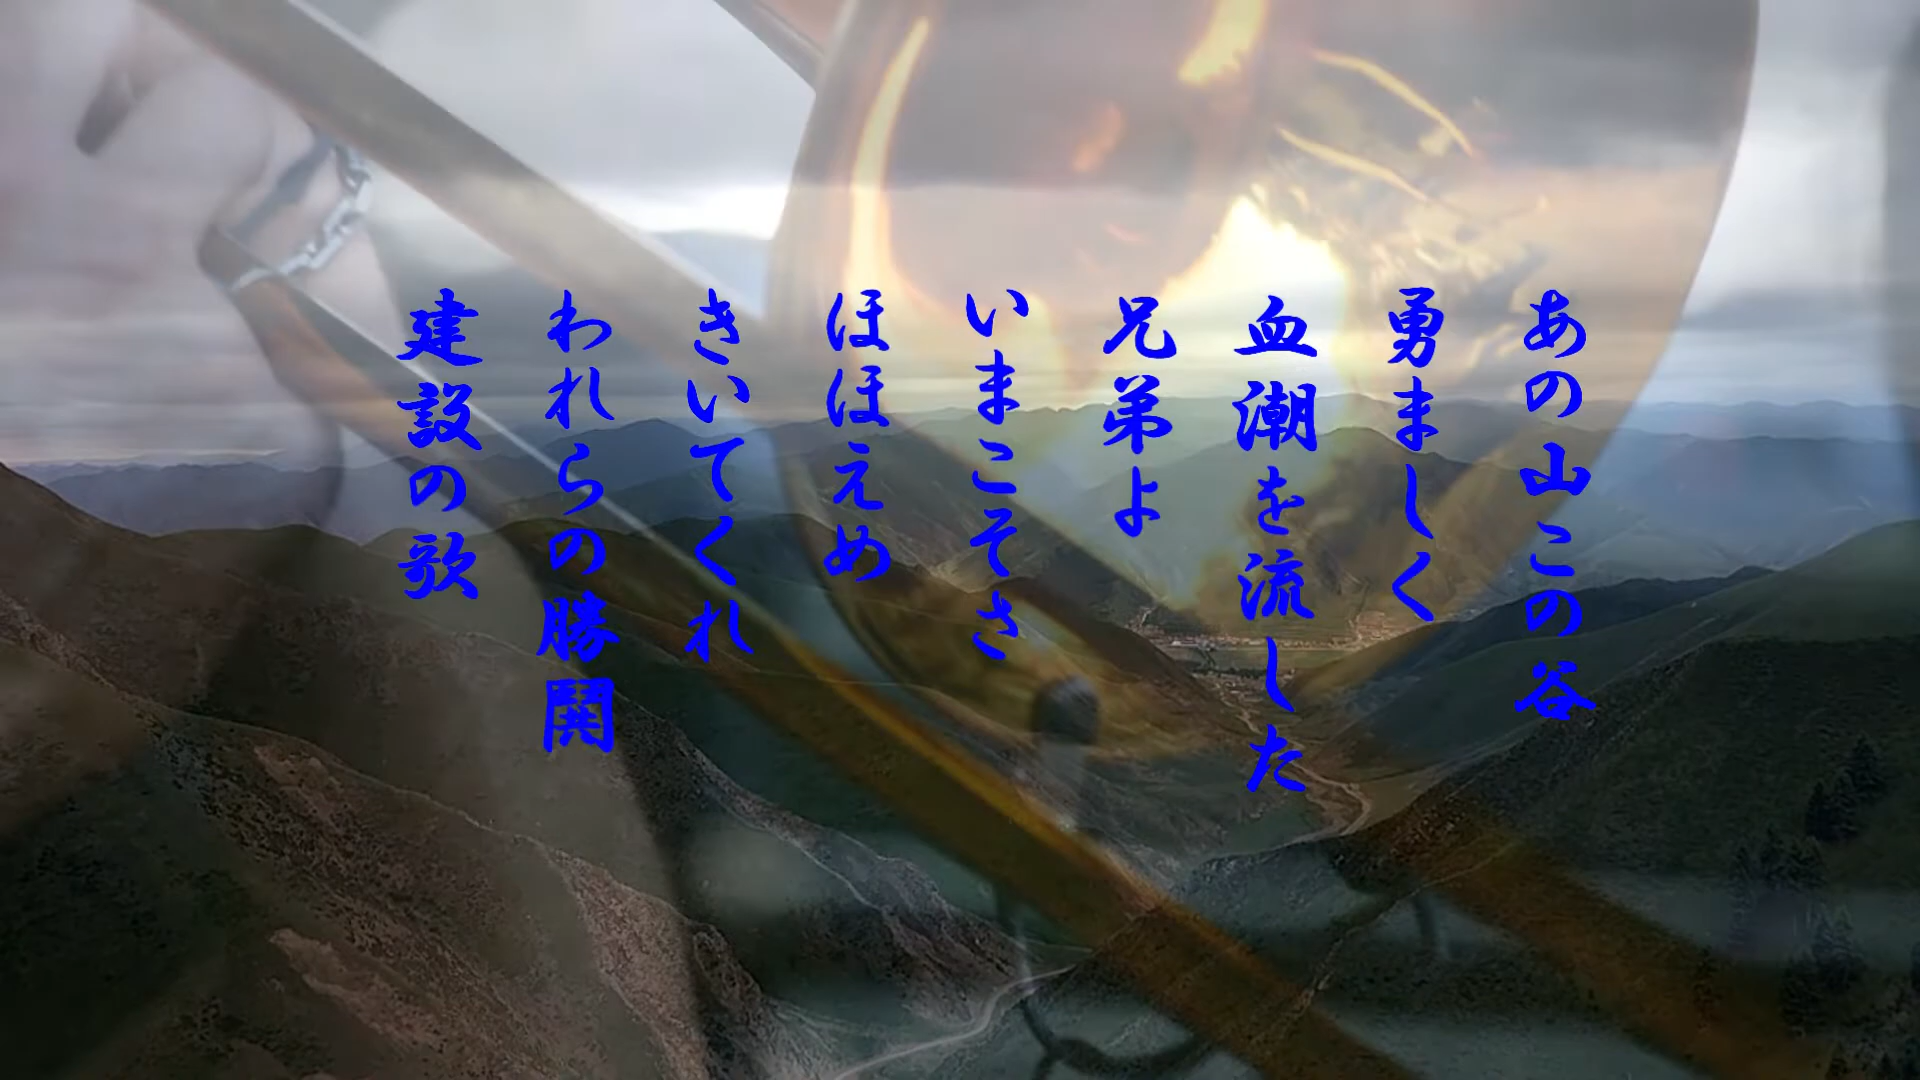 あの山この谷
勇ましく
血潮を流した
兄弟よ
いまこそさ
ほほえめ
きいてくれ
われらの勝鬨
建設の歌